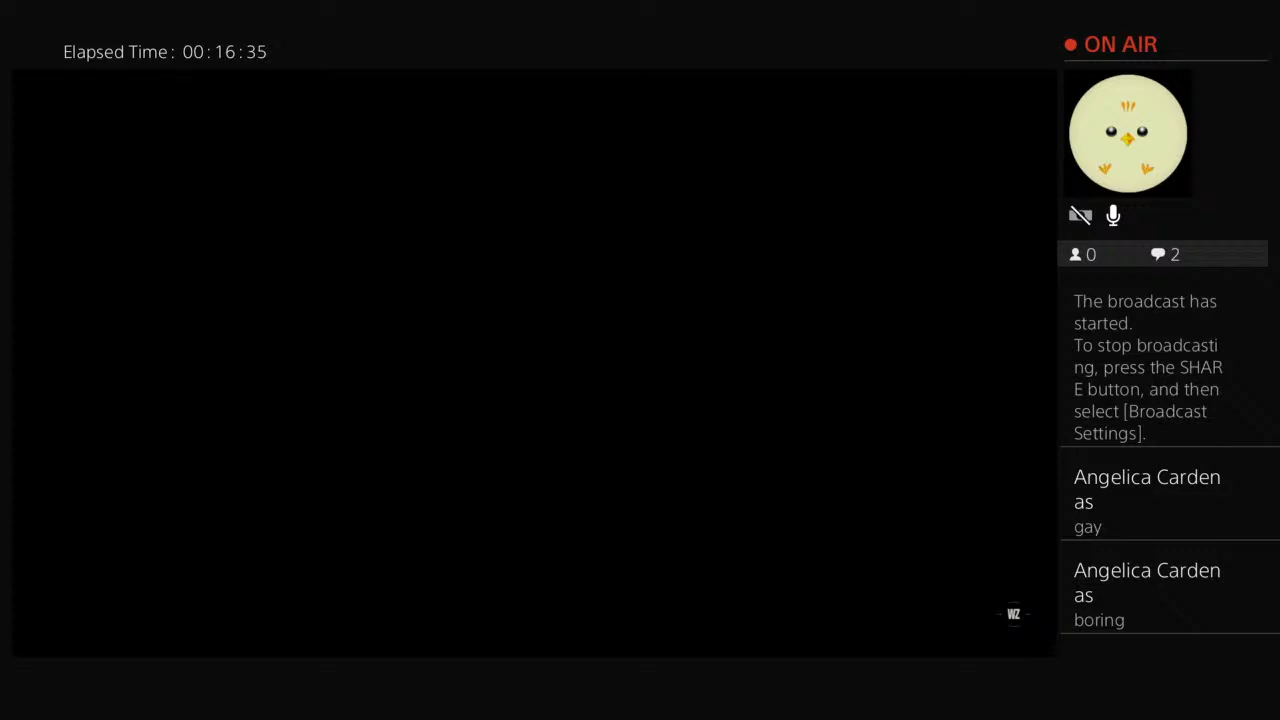 Elapsed Time: 00:16:35
ON AIR
0 2
The broadcast has
started.
To stop broadcasti
ng, press the SHAR
E button, and then
select [Broadcast
Settings].
Angelica Carden
as
gay
Angelica Carden
as
boring
WZ